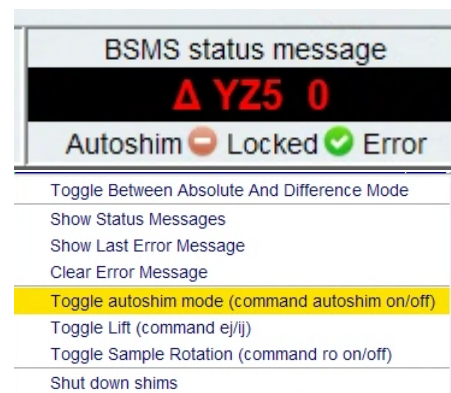 BSMS status message
Δ YZ5 0
Autoshim Locked Error
Toggle Between Absolute And Difference Mode
Show Status Messages
Show Last Error Message
Clear Error Message
Toggle autoshim mode (command autoshim on/off)
Toggle Lift (command ej/ij)
Toggle Sample Rotation (command ro on/off)
Shut down shims